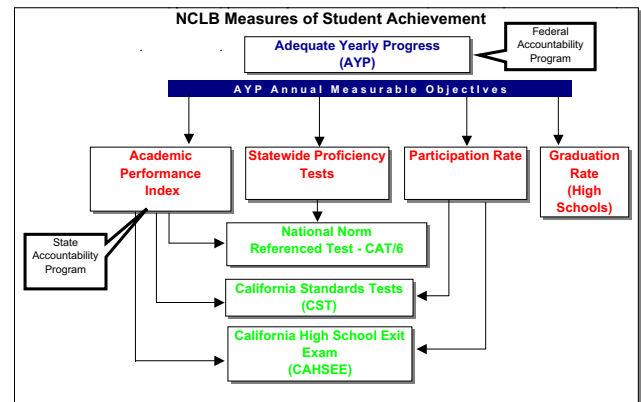 NCLB Measures of Student Achievement
Adequate Yearly Progress
(AYP)
Federal
Accountability
Program
AYP Annual Measurable ObjectIves
Academic
Performance
Index
Statewide Proficiency
Tests
Participation Rate
Graduation
Rate
(High
Schools)
State
Accountability
Program
National Norm
Referenced Test - CAT/6
California Standards Tests
(CST)
California High School Exit
Exam
(CAHSEE)